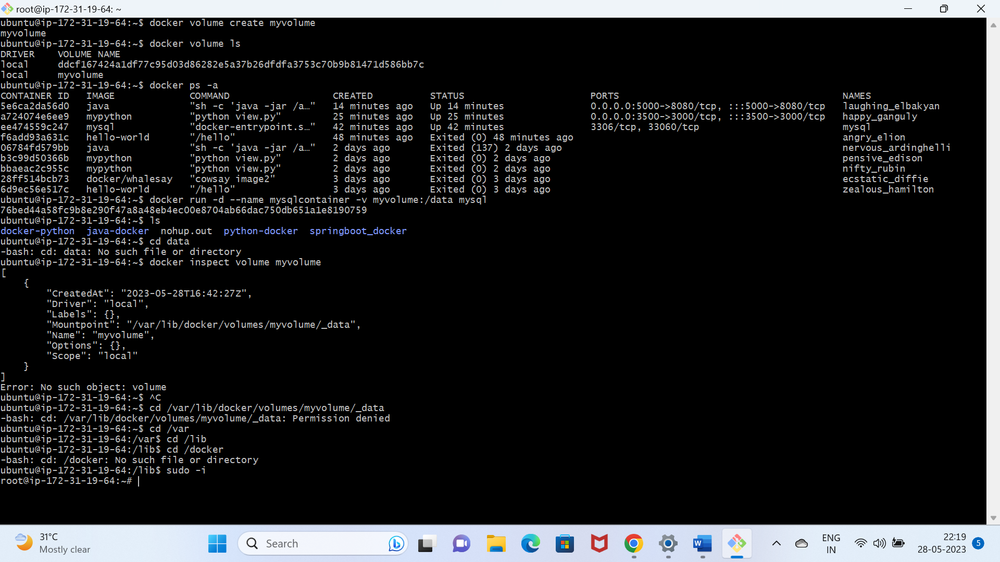 root@ip-172-31-19-64: ~
ubuntu@ip-172-31-19-64:~$ docker volume create myvolume
myvolume
ubuntu@ip-172-31-19-64:~$ docker volume ls
DRIVER    VOLUME NAME
local     ddcf167424a1df77c95d03d86282e5a37b26dfdfa3753c70b9b81471d586bb7c
local     myvolume
ubuntu@ip-172-31-19-64:~$ docker ps -a
CONTAINER ID   IMAGE             COMMAND                  CREATED          STATUS                      PORTS                                       NAMES
5e6ca2da56d0   java              "sh -c 'java -jar /a…"   14 minutes ago   Up 14 minutes               0.0.0.0:5000->8080/tcp, :::5000->8080/tcp   laughing_elbakyan
a724074e6ee9   mypython          "python view.py"         25 minutes ago   Up 25 minutes               0.0.0.0:3500->3000/tcp, :::3500->3000/tcp   happy_ganguly
ee474559c247   mysql             "docker-entrypoint.s…"   42 minutes ago   Up 42 minutes               3306/tcp, 33060/tcp                         mysql
f6add93a631c   hello-world       "/hello"                 48 minutes ago   Exited (0) 48 minutes ago                                               angry_elion
06784fd579bb   java              "sh -c 'java -jar /a…"   2 days ago       Exited (137) 2 days ago                                                 nervous_ardinghelli
b3c99d50366b   mypython          "python view.py"         2 days ago       Exited (0) 2 days ago                                                   pensive_edison
bbaeac2c955c   mypython          "python view.py"         2 days ago       Exited (0) 2 days ago                                                   nifty_rubin
28ff514bcb73   docker/whalesay   "cowsay image2"          3 days ago       Exited (0) 3 days ago                                                   ecstatic_diffie
6d9ec56e517c   hello-world       "/hello"                 3 days ago       Exited (0) 3 days ago                                                   zealous_hamilton
ubuntu@ip-172-31-19-64:~$ docker run -d --name mysqlcontainer -v myvolume:/data mysql
76bed44a58fc9b8e290f47a8a48eb4ec00e8704ab66dac750db651a1e8190759
ubuntu@ip-172-31-19-64:~$ ls
docker-python  java-docker  nohup.out  python-docker  springboot_docker
ubuntu@ip-172-31-19-64:~$ cd data
-bash: cd: data: No such file or directory
ubuntu@ip-172-31-19-64:~$ docker inspect volume myvolume
[
    {
        "CreatedAt": "2023-05-28T16:42:27Z",
        "Driver": "local",
        "Labels": {},
        "Mountpoint": "/var/lib/docker/volumes/myvolume/_data",
        "Name": "myvolume",
        "Options": {},
        "Scope": "local"
    }
]
Error: No such object: volume
ubuntu@ip-172-31-19-64:~$ ^C
ubuntu@ip-172-31-19-64:~$ cd /var/lib/docker/volumes/myvolume/_data
-bash: cd: /var/lib/docker/volumes/myvolume/_data: Permission denied
ubuntu@ip-172-31-19-64:~$ cd /var
ubuntu@ip-172-31-19-64:/var$ cd /lib
ubuntu@ip-172-31-19-64:/lib$ cd /docker
-bash: cd: /docker: No such file or directory
ubuntu@ip-172-31-19-64:/lib$ sudo -i
root@ip-172-31-19-64:~#
31°C
Mostly clear
Search
W
ENG
IN
22:19
28-05-2023
5